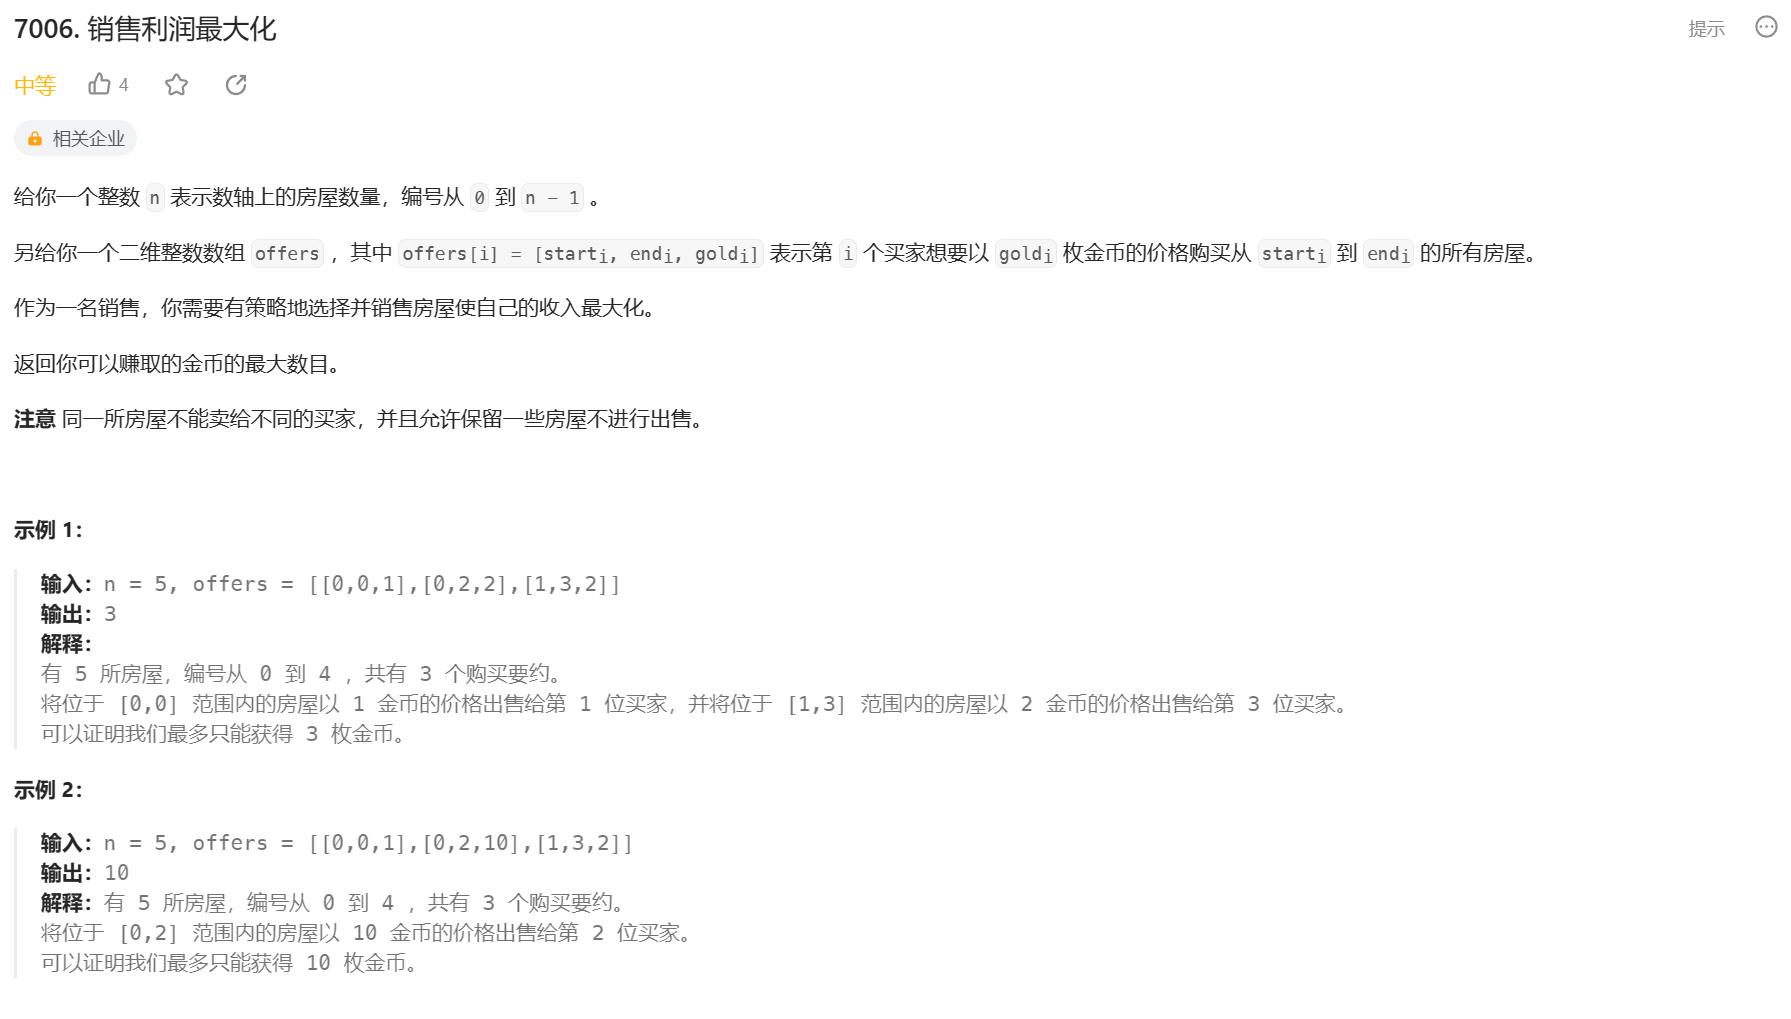 7006. 销售利润最大化
提示
中等 4
相关企业
给你一个整数 n 表示数轴上的房屋数量，编号从 0 到 n - 1 。
另给你一个二维整数数组 offers ，其中 offers[i] = [starti, endi, goldi] 表示第 i 个买家想要以 goldi 枚金币的价格购买从 starti 到 endi 的所有房屋。
作为一名销售，你需要有策略地选择并销售房屋使自己的收入最大化。
返回你可以赚取的金币的最大数目。
注意 同一所房屋不能卖给不同的买家，并且允许保留一些房屋不进行出售。
示例 1：
输入：n = 5, offers = [[0,0,1],[0,2,2],[1,3,2]]
输出：3
解释：
有 5 所房屋，编号从 0 到 4 ，共有 3 个购买要约。
将位于 [0,0] 范围内的房屋以 1 金币的价格出售给第 1 位买家，并将位于 [1,3] 范围内的房屋以 2 金币的价格出售给第 3 位买家。
可以证明我们最多只能获得 3 枚金币。
示例 2：
输入：n = 5, offers = [[0,0,1],[0,2,10],[1,3,2]]
输出：10
解释：有 5 所房屋，编号从 0 到 4 ，共有 3 个购买要约。
将位于 [0,2] 范围内的房屋以 10 金币的价格出售给第 2 位买家。
可以证明我们最多只能获得 10 枚金币。